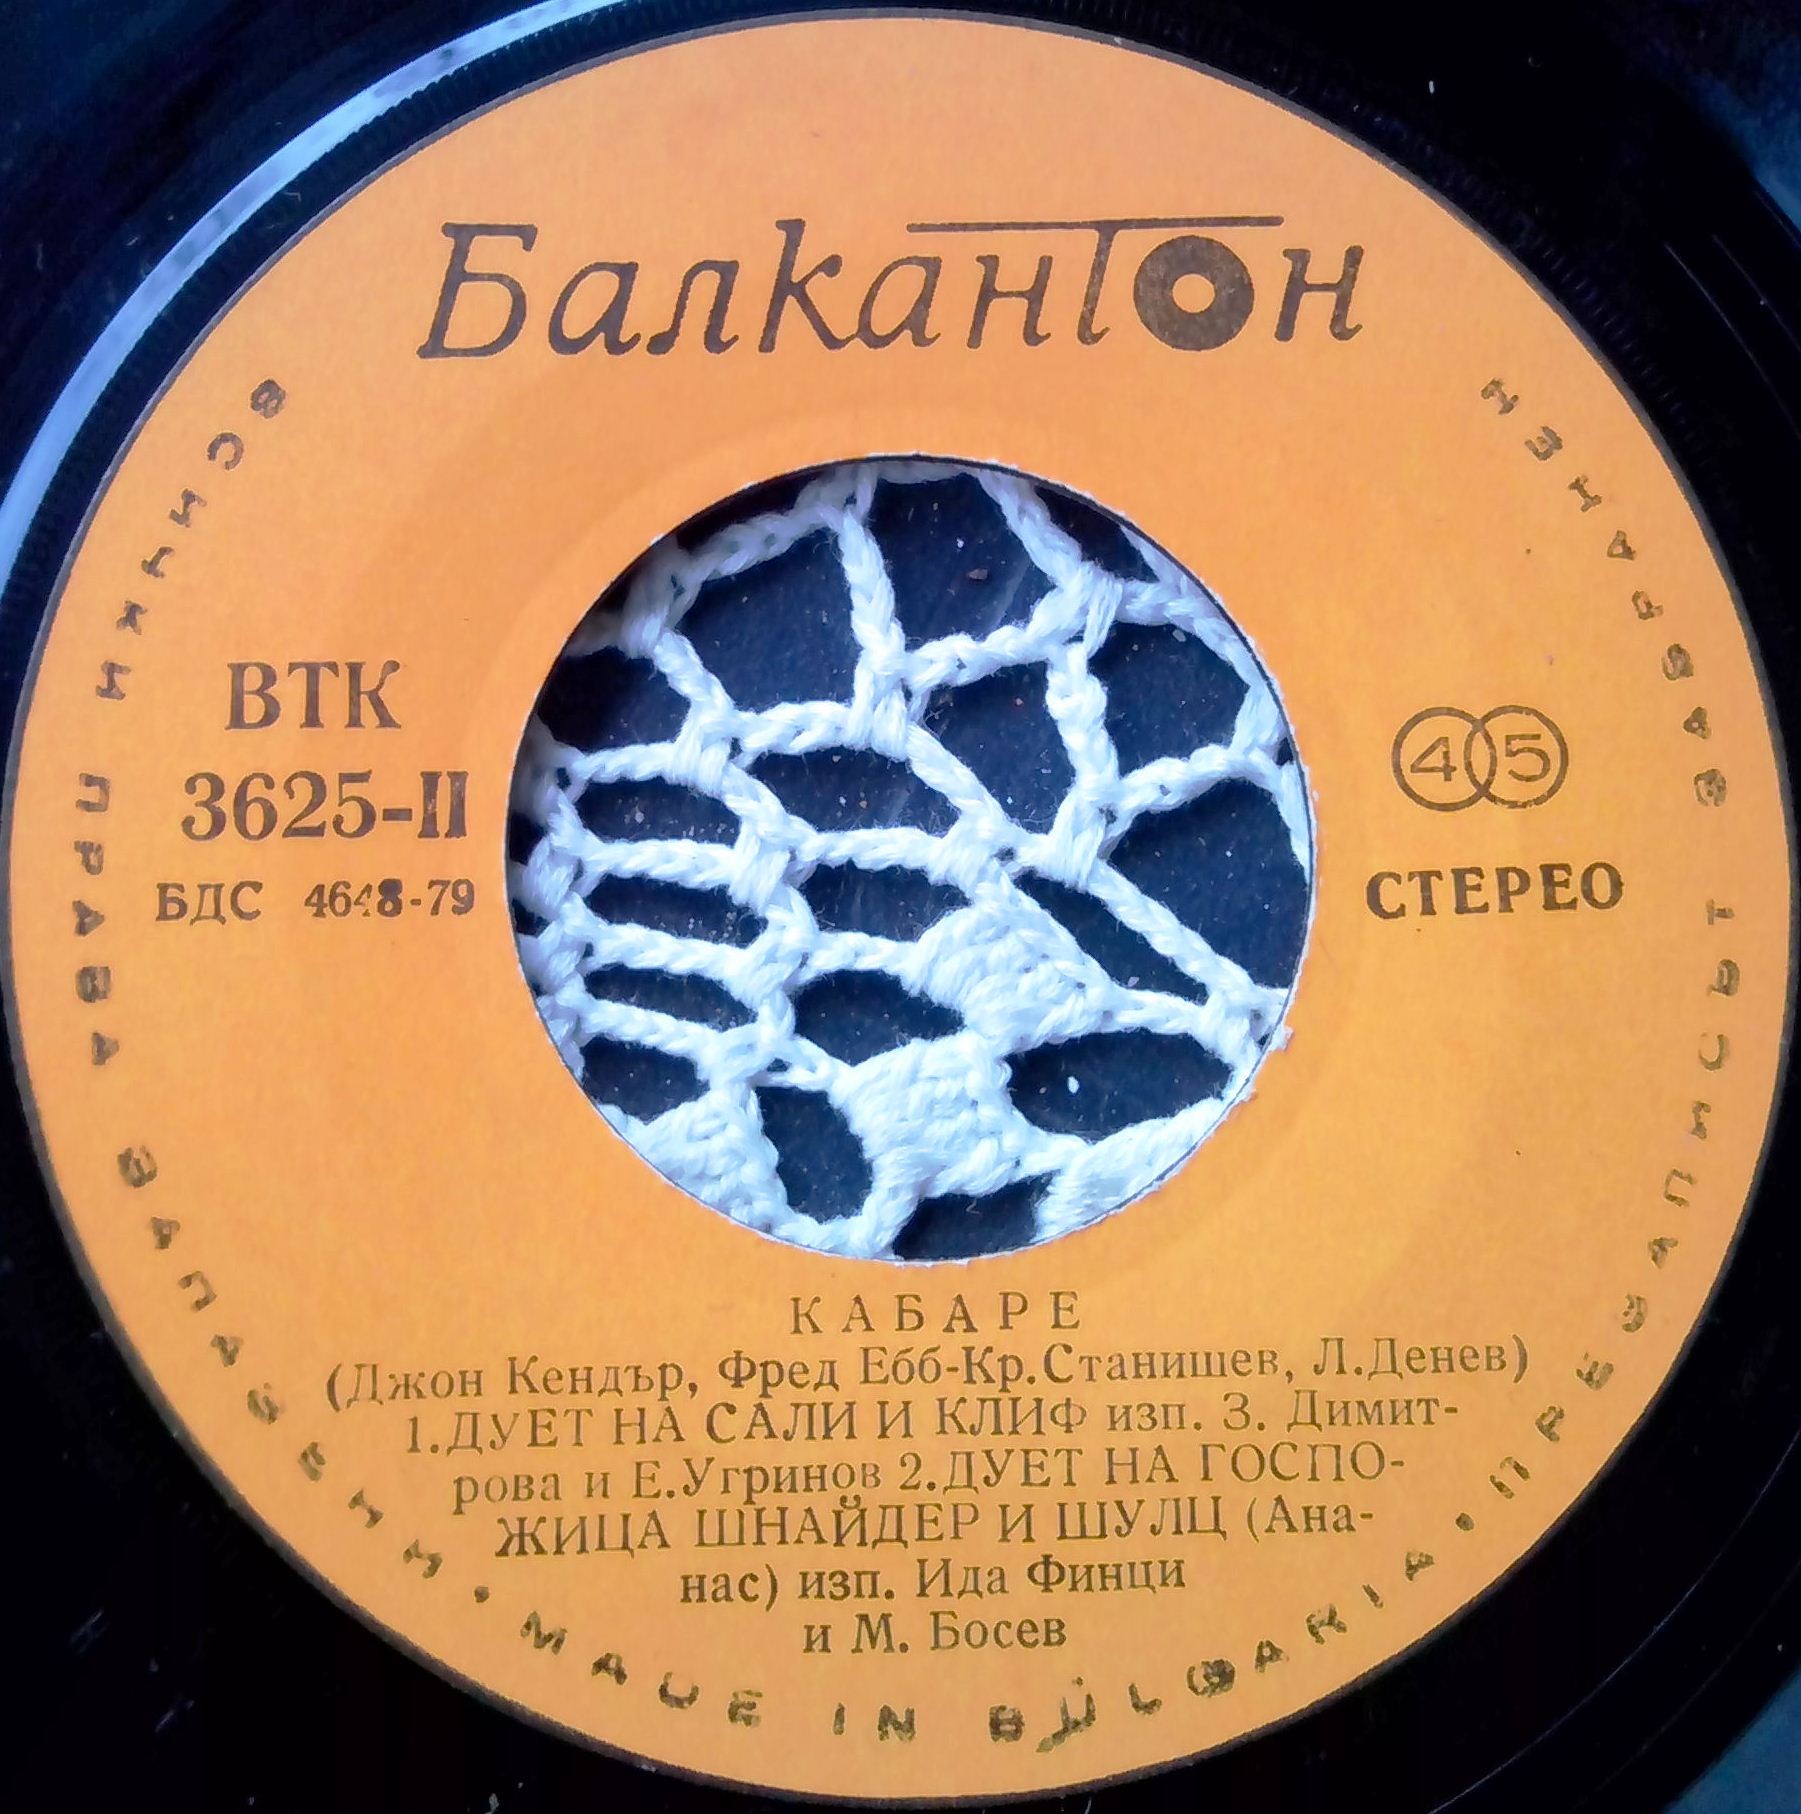 Балкантон
ВТК
3625-II
БДС 4648-79
45
СТЕРЕО
КАБАРЕ
(Джон Кендър, Фред Ебб-Кр.Станишев, Л.Денев)
1.ДУЕТ НА САЛИ И КЛИФ изп. З. Димит-
рова и Е.Угринов 2.ДУЕТ НА ГОСПО-
ЖИЦА ШНАЙДЕР И ШУЛЦ (Ана-
нас) изп. Ида Финци
и М. Босев
ВСИЧКИ ПРАВА ЗАПАЗЕНИ • MADE IN BULGARIA • ПРЕЗАПИСЯТ